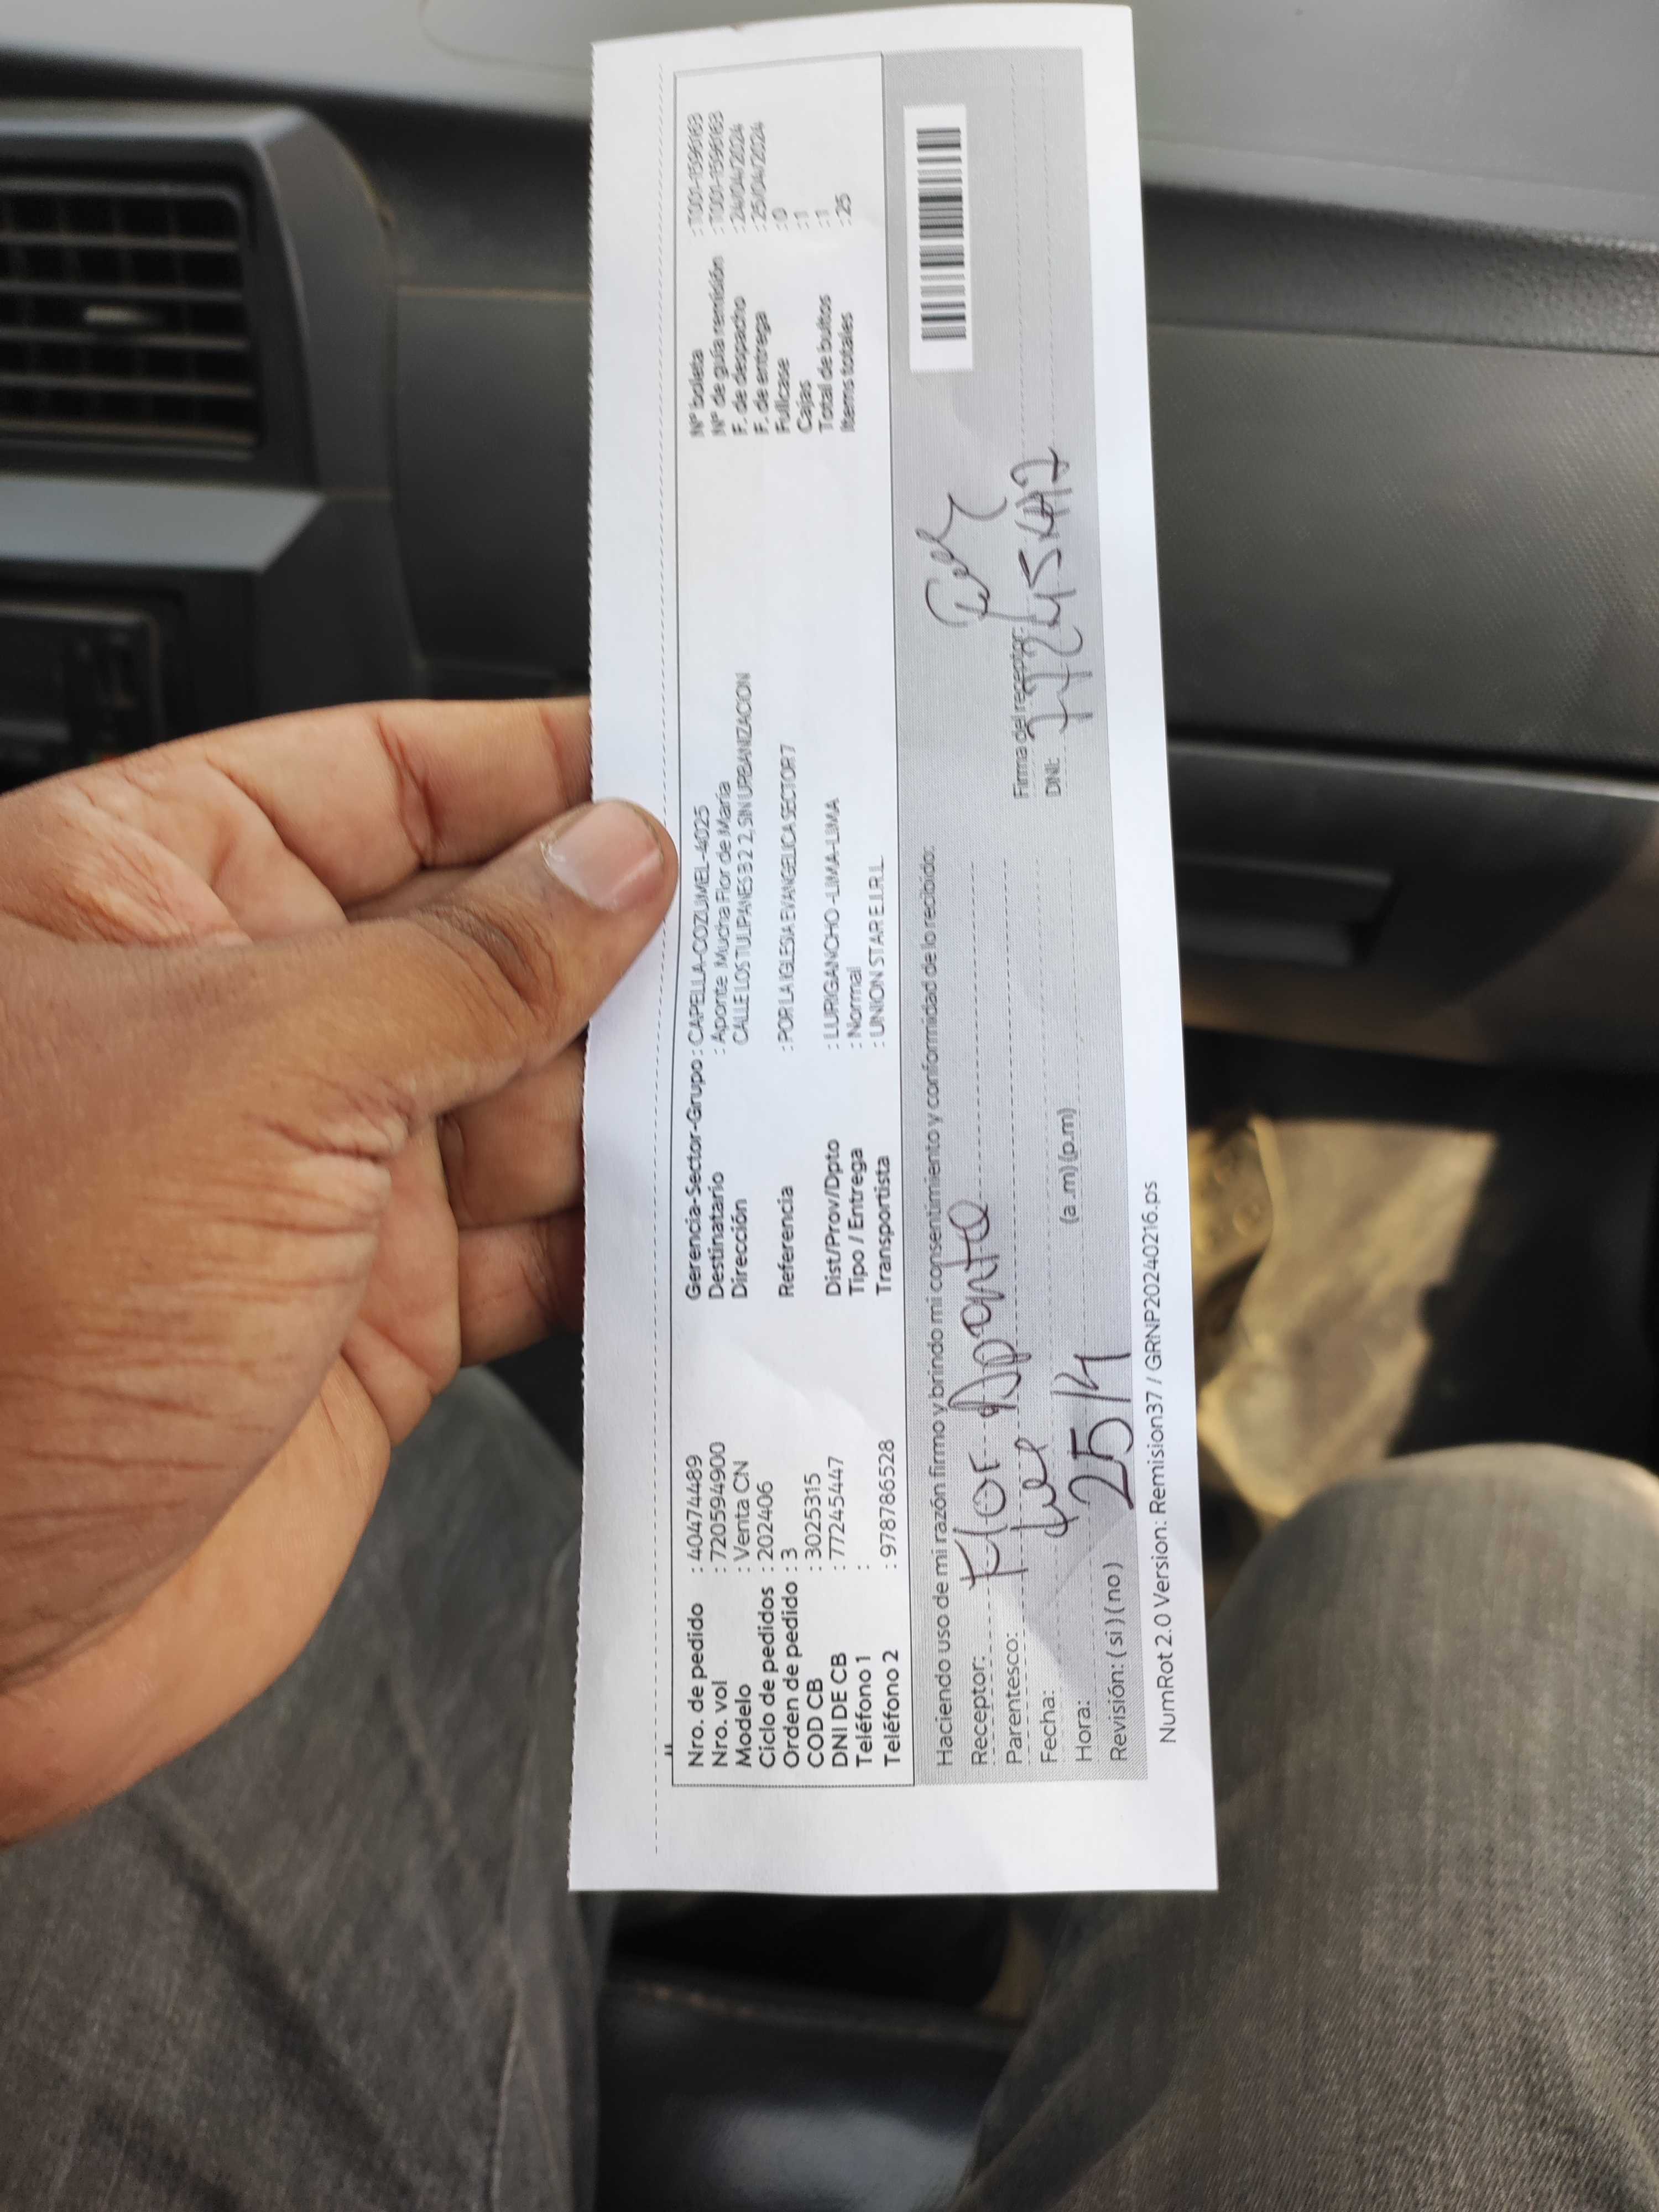 Nro. de pedido : 40474489
Nro. vol : 720594900
Modelo : Venta CN
Ciclo de pedidos : 202406
Orden de pedido : 3
COD CB : 3025315
DNI DE CB : 77245447
Teléfono 1 :
Teléfono 2 : 978786528
Gerencia-Sector-Grupo : CAPELLA-COZUMEL-4025
Destinatario : Aponte Mucha Flor de Maria
Dirección CALLE LOS TULIPANES B 2 2, SIN URBANIZACION
Referencia : POR LA IGLESIA EVANGELICA SECTOR 7
Dist/Prov/Dpto : LURIGANCHO -LIMA-LIMA
Tipo / Entrega : Normal
Transportista : UNION STAR E.I.R.L.
Nº boleta : T001-1596163
Nº de guía remisión : T001-1596163
F. de despacho : 24/04/2024
F. de entrega : 25/04/2024
Fullcase : 0
Cajas : 1
Total de bultos : 1
Items totales : 25
Haciendo uso de mi razón firmo y brindo mi consentimiento y conformidad de lo recibido:
Receptor: Flor Aponte
Parentesco:
Fecha: 25/4
Hora: (a.m) (p.m)
Revisión: ( si ) ( no )
Firma del receptor:
DNI: 77245447
NumRot 2.0 Version: Remision37 / GRNP20240216.ps